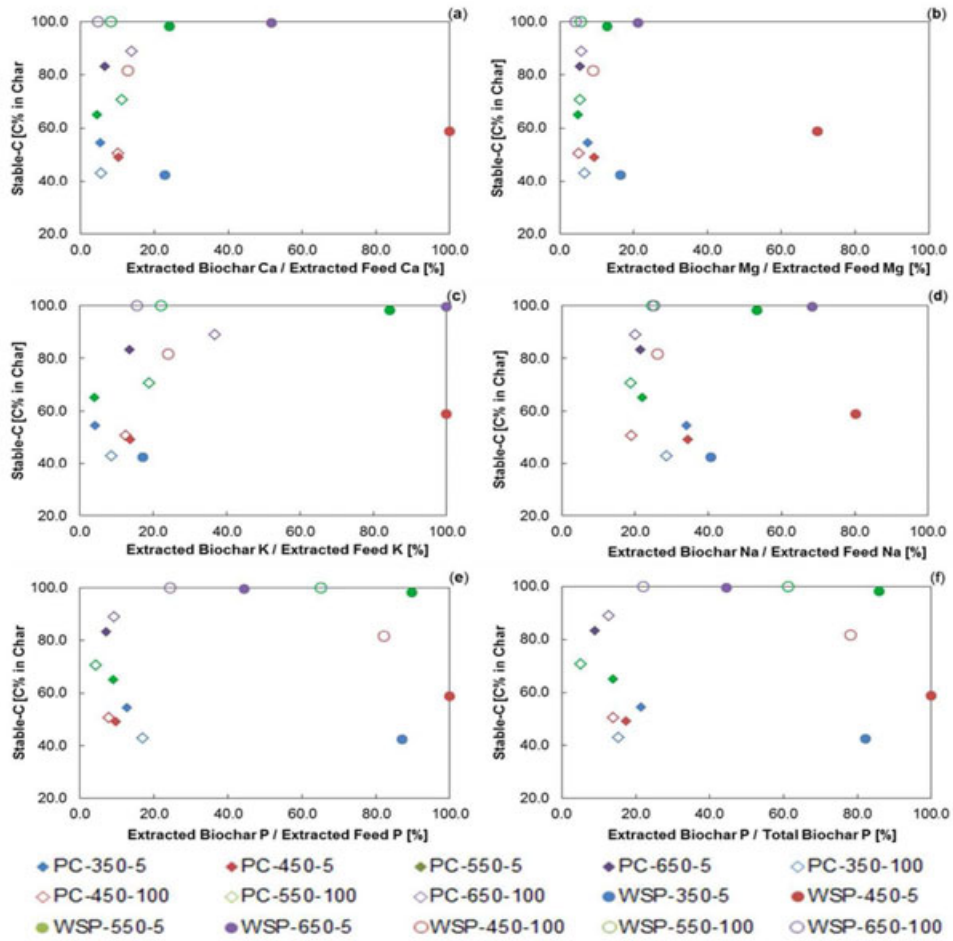 (a) (b)
100.0 80.0 60.0 40.0 20.0
Stable-C [C% in Char]
0.0 20.0 40.0 60.0 80.0 100.0
Extracted Biochar Ca / Extracted Feed Ca [%]
100.0 80.0 60.0 40.0 20.0
Stable-C [C% in Char]
0.0 20.0 40.0 60.0 80.0 100.0
Extracted Biochar Mg / Extracted Feed Mg [%]
(c) (d)
100.0 80.0 60.0 40.0 20.0
Stable-C [C% in Char]
0.0 20.0 40.0 60.0 80.0 100.0
Extracted Biochar K / Extracted Feed K [%]
100.0 80.0 60.0 40.0 20.0
Stable-C [C% in Char]
0.0 20.0 40.0 60.0 80.0 100.0
Extracted Biochar Na / Extracted Feed Na [%]
(e) (f)
100.0 80.0 60.0 40.0 20.0
Stable-C [C% in Char
0.0 20.0 40.0 60.0 80.0 100.0
Extracted Biochar P / Extracted Feed P [%]
100.0 80.0 60.0 40.0 20.0
Stable-C [C% in Char
0.0 20.0 40.0 60.0 80.0 100.0
Extracted Biochar P / Total Biochar P [%]
PC-350-5 PC-450-5 PC-550-5 PC-650-5 PC-350-100
PC-450-100 PC-550-100 PC-650-100 WSP-350-5 WSP-450-5
WSP-550-5 WSP-650-5 WSP-450-100 WSP-550-100 WSP-650-100